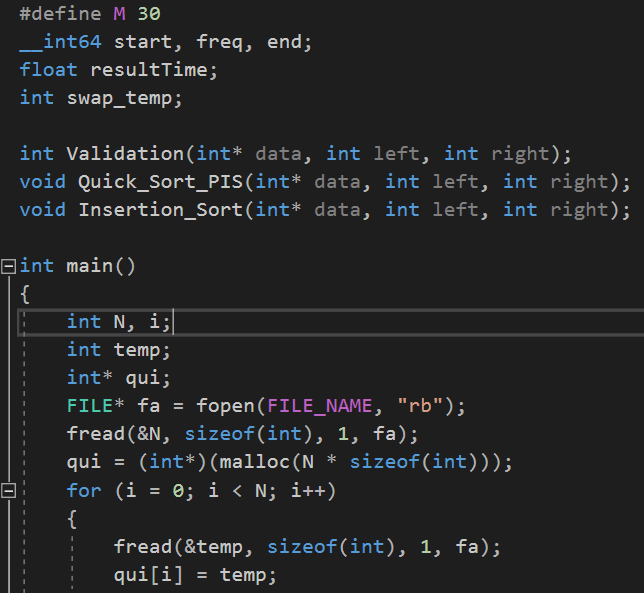 #define M 30
__int64 start, freq, end;
float resultTime;
int swap_temp;
int Validation(int* data, int left, int right);
void Quick_Sort_PIS(int* data, int left, int right);
void Insertion_Sort(int* data, int left, int right);
int main()
{
int N, i;
int temp;
int* qui;
FILE* fa = fopen(FILE_NAME, "rb");
fread(&N, sizeof(int), 1, fa);
qui = (int*)(malloc(N * sizeof(int)));
for (i = 0; i < N; i++)
{
fread(&temp, sizeof(int), 1, fa);
qui[i] = temp;